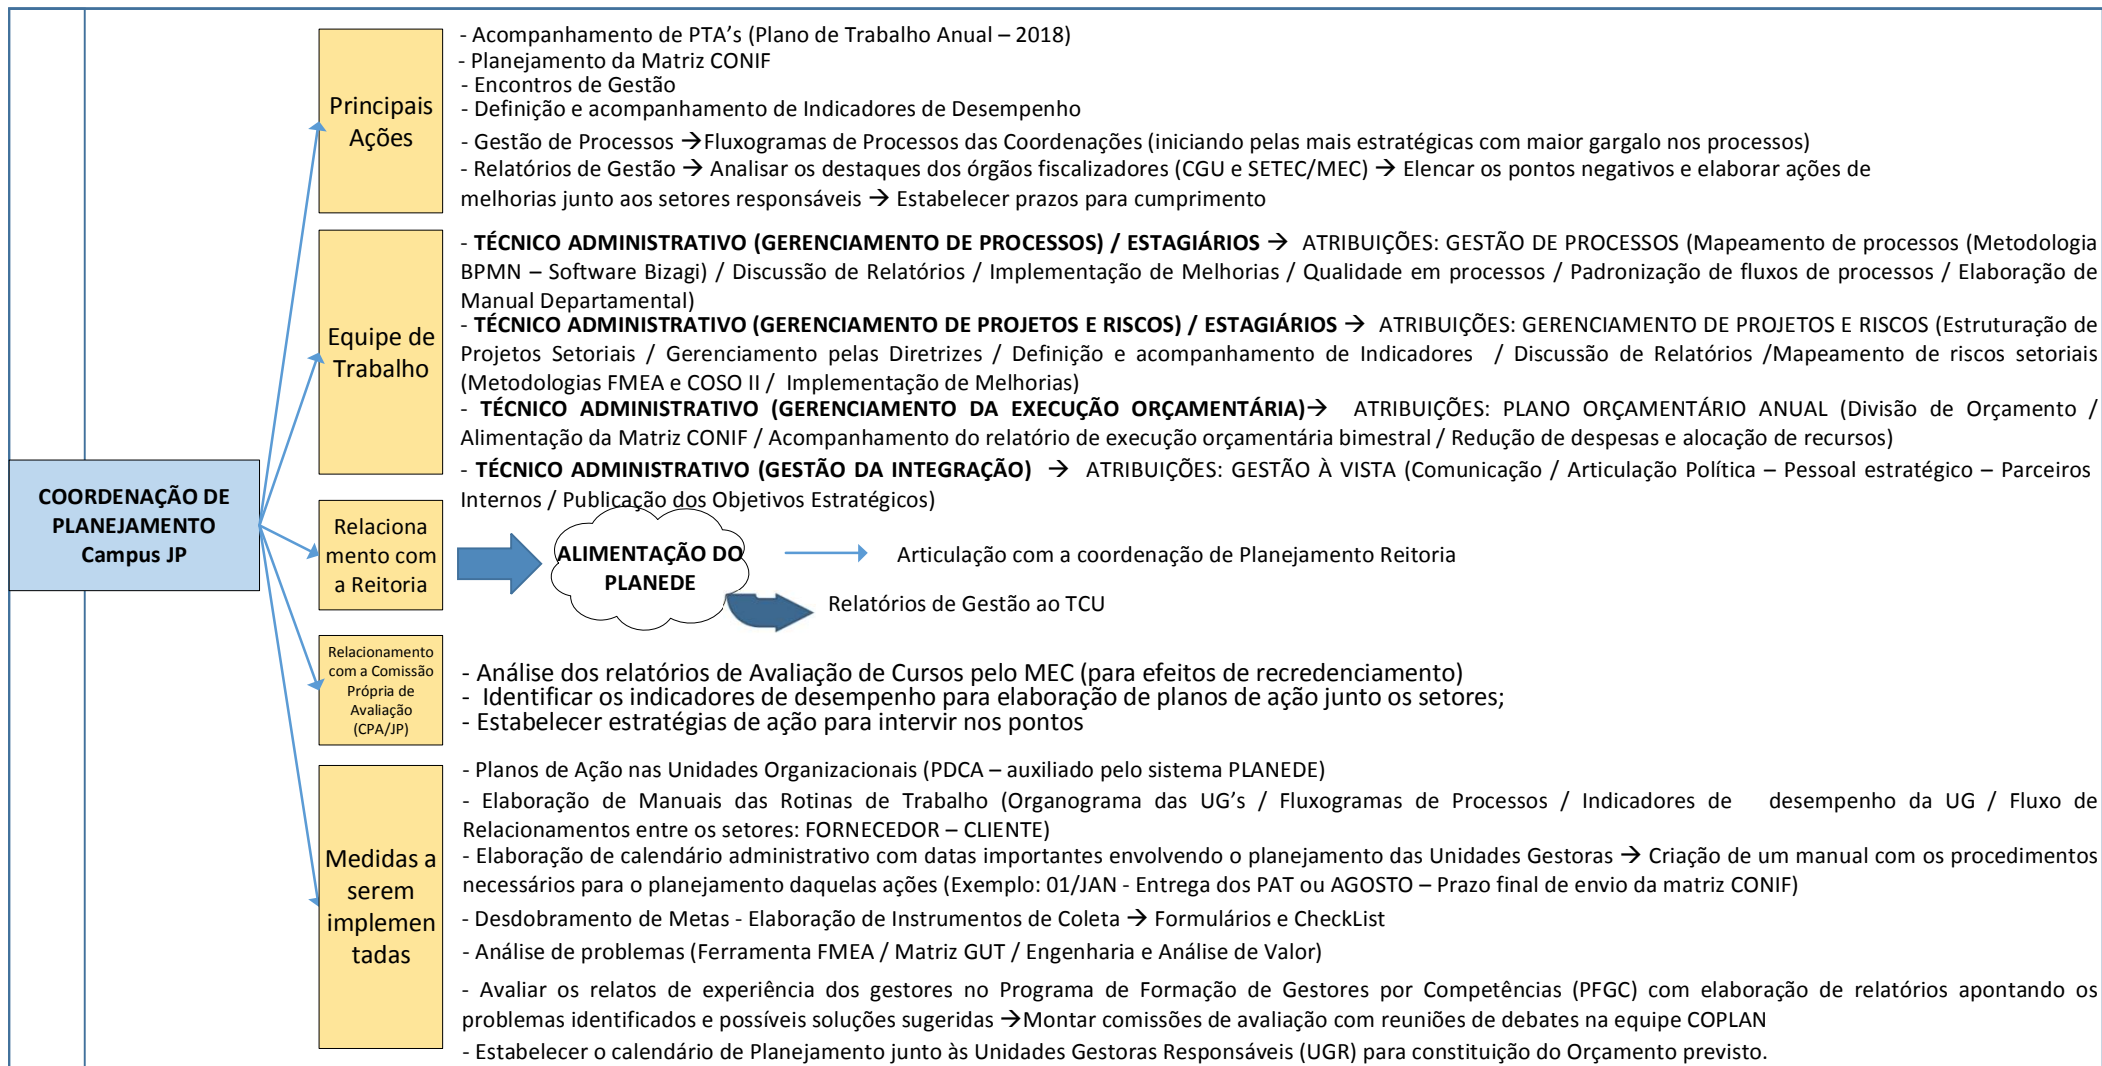 COORDENAÇÃO DE
PLANEJAMENTO
Campus JP
Principais
Ações
- Acompanhamento de PTA’s (Plano de Trabalho Anual – 2018)
- Planejamento da Matriz CONIF
- Encontros de Gestão
- Definição e acompanhamento de Indicadores de Desempenho
- Gestão de Processos →Fluxogramas de Processos das Coordenações (iniciando pelas mais estratégicas com maior gargalo nos processos)
- Relatórios de Gestão → Analisar os destaques dos órgãos fiscalizadores (CGU e SETEC/MEC) → Elencar os pontos negativos e elaborar ações de
melhorias junto aos setores responsáveis → Estabelecer prazos para cumprimento
Equipe de
Trabalho
- TÉCNICO ADMINISTRATIVO (GERENCIAMENTO DE PROCESSOS) / ESTAGIÁRIOS → ATRIBUIÇÕES: GESTÃO DE PROCESSOS (Mapeamento de processos (Metodologia
BPMN – Software Bizagi) / Discussão de Relatórios / Implementação de Melhorias / Qualidade em processos / Padronização de fluxos de processos / Elaboração de
Manual Departamental)
- TÉCNICO ADMINISTRATIVO (GERENCIAMENTO DE PROJETOS E RISCOS) / ESTAGIÁRIOS → ATRIBUIÇÕES: GERENCIAMENTO DE PROJETOS E RISCOS (Estruturação de
Projetos Setoriais / Gerenciamento pelas Diretrizes / Definição e acompanhamento de Indicadores / Discussão de Relatórios /Mapeamento de riscos setoriais
(Metodologias FMEA e COSO II / Implementação de Melhorias)
- TÉCNICO ADMINISTRATIVO (GERENCIAMENTO DA EXECUÇÃO ORÇAMENTÁRIA)→ ATRIBUIÇÕES: PLANO ORÇAMENTÁRIO ANUAL (Divisão de Orçamento /
Alimentação da Matriz CONIF / Acompanhamento do relatório de execução orçamentária bimestral / Redução de despesas e alocação de recursos)
- TÉCNICO ADMINISTRATIVO (GESTÃO DA INTEGRAÇÃO) → ATRIBUIÇÕES: GESTÃO À VISTA (Comunicação / Articulação Política – Pessoal estratégico – Parceiros
Internos / Publicação dos Objetivos Estratégicos)
Relaciona
mento com
a Reitoria
ALIMENTAÇÃO DO
PLANEDE
Articulação com a coordenação de Planejamento Reitoria
Relatórios de Gestão ao TCU
Relacionamento
com a Comissão
Própria de
Avaliação
(CPA/JP)
- Análise dos relatórios de Avaliação de Cursos pelo MEC (para efeitos de recredenciamento)
- Identificar os indicadores de desempenho para elaboração de planos de ação junto os setores;
- Estabelecer estratégias de ação para intervir nos pontos
Medidas a
serem
implemen
tadas
- Planos de Ação nas Unidades Organizacionais (PDCA – auxiliado pelo sistema PLANEDE)
- Elaboração de Manuais das Rotinas de Trabalho (Organograma das UG’s / Fluxogramas de Processos / Indicadores de desempenho da UG / Fluxo de
Relacionamentos entre os setores: FORNECEDOR – CLIENTE)
- Elaboração de calendário administrativo com datas importantes envolvendo o planejamento das Unidades Gestoras → Criação de um manual com os procedimentos
necessários para o planejamento daquelas ações (Exemplo: 01/JAN - Entrega dos PAT ou AGOSTO – Prazo final de envio da matriz CONIF)
- Desdobramento de Metas - Elaboração de Instrumentos de Coleta → Formulários e CheckList
- Análise de problemas (Ferramenta FMEA / Matriz GUT / Engenharia e Análise de Valor)
- Avaliar os relatos de experiência dos gestores no Programa de Formação de Gestores por Competências (PFGC) com elaboração de relatórios apontando os
problemas identificados e possíveis soluções sugeridas →Montar comissões de avaliação com reuniões de debates na equipe COPLAN
- Estabelecer o calendário de Planejamento junto às Unidades Gestoras Responsáveis (UGR) para constituição do Orçamento previsto.